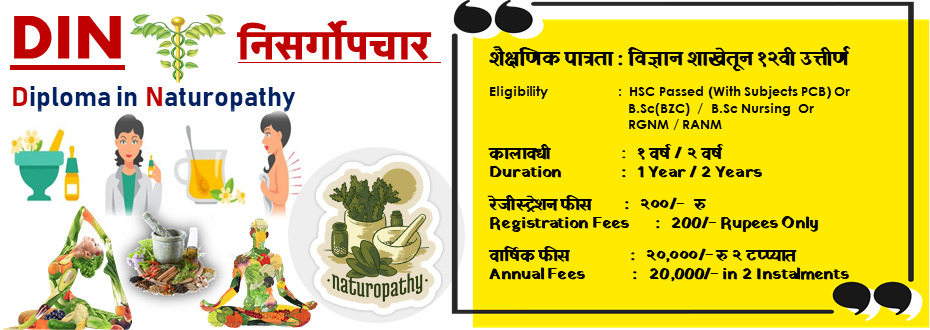 DIN निसर्गोपचार
Diploma in Naturopathy
naturopathy
शैक्षणिक पात्रता : विज्ञान शाखेतून १२वी उत्तीर्ण
Eligibility : HSC Passed (With Subjects PCB) Or
B.Sc(BZC) / B.Sc Nursing Or
RGNM / RANM
कालावधी : १ वर्ष / २ वर्ष
Duration : 1 Year / 2 Years
रेजीस्ट्रेशन फीस : २००/- रु
Registration Fees : 200/- Rupees Only
वार्षिक फीस : २०,०००/- रु २ टप्प्यात
Annual Fees : 20,000/- in 2 Instalments